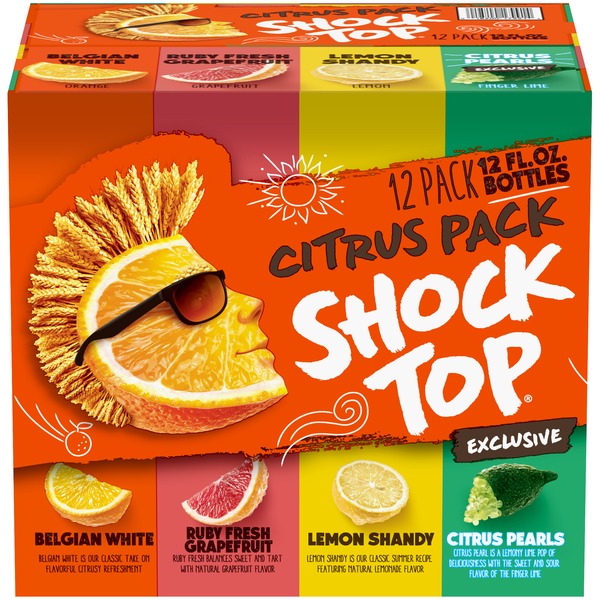 CITRUS PACK
SHOCK TOP
12 PACK 12 FL.OZ. BOTTLES
BELGIAN WHITE
ORANGE
RUBY FRESH GRAPEFRUIT
GRAPEFRUIT
LEMON SHANDY
LEMON
CITRUS PEARLS
EXCLUSIVE
FINGER LIME
12 PACK 12 FL.OZ. BOTTLES
CITRUS PACK
SHOCK
TOP®
EXCLUSIVE
BELGIAN WHITE
BELGIAN WHITE IS OUR CLASSIC TAKE ON
FLAVORFUL CITRUSY REFRESHMENT
RUBY FRESH
GRAPEFRUIT
RUBY FRESH BALANCES SWEET AND TART
WITH NATURAL GRAPEFRUIT FLAVOR
LEMON SHANDY
LEMON SHANDY IS OUR CLASSIC SUMMER RECIPE
FEATURING NATURAL LEMONADE FLAVOR
CITRUS PEARLS
CITRUS PEARL IS A LEMONY LIME POP OF
DELICIOUSNESS WITH THE SWEET AND SOUR
FLAVOR OF THE FINGER LIME